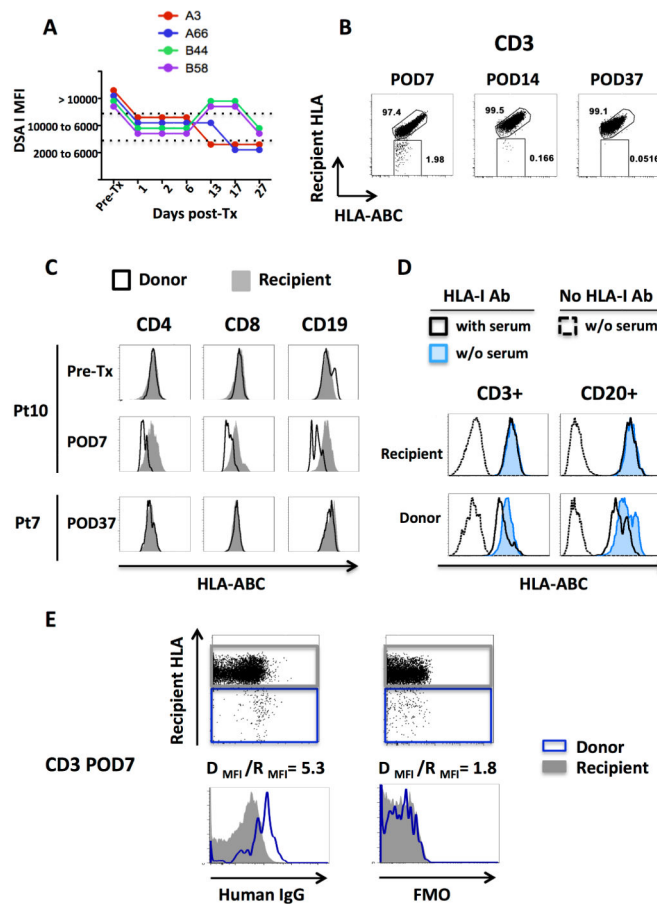 A
A3
A66
B44
B58
DSA I MFI
> 10000
10000 to 6000
2000 to 6000
Pre-Tx
1
2
6
13
17
27
Days post-Tx
B
CD3
POD7
POD14
POD37
97.4
99.5
99.1
1.98
0.166
0.0516
Recipient HLA
HLA-ABC
C
Donor
Recipient
CD4
CD8
CD19
Pre-Tx
Pt10
POD7
Pt7
POD37
HLA-ABC
D
HLA-I Ab
No HLA-I Ab
with serum
w/o serum
w/o serum
CD3+
CD20+
Recipient
Donor
HLA-ABC
E
Recipient HLA
CD3 POD7
D MFI /R MFI = 5.3
D MFI /R MFI = 1.8
Donor
Recipient
Human IgG
FMO